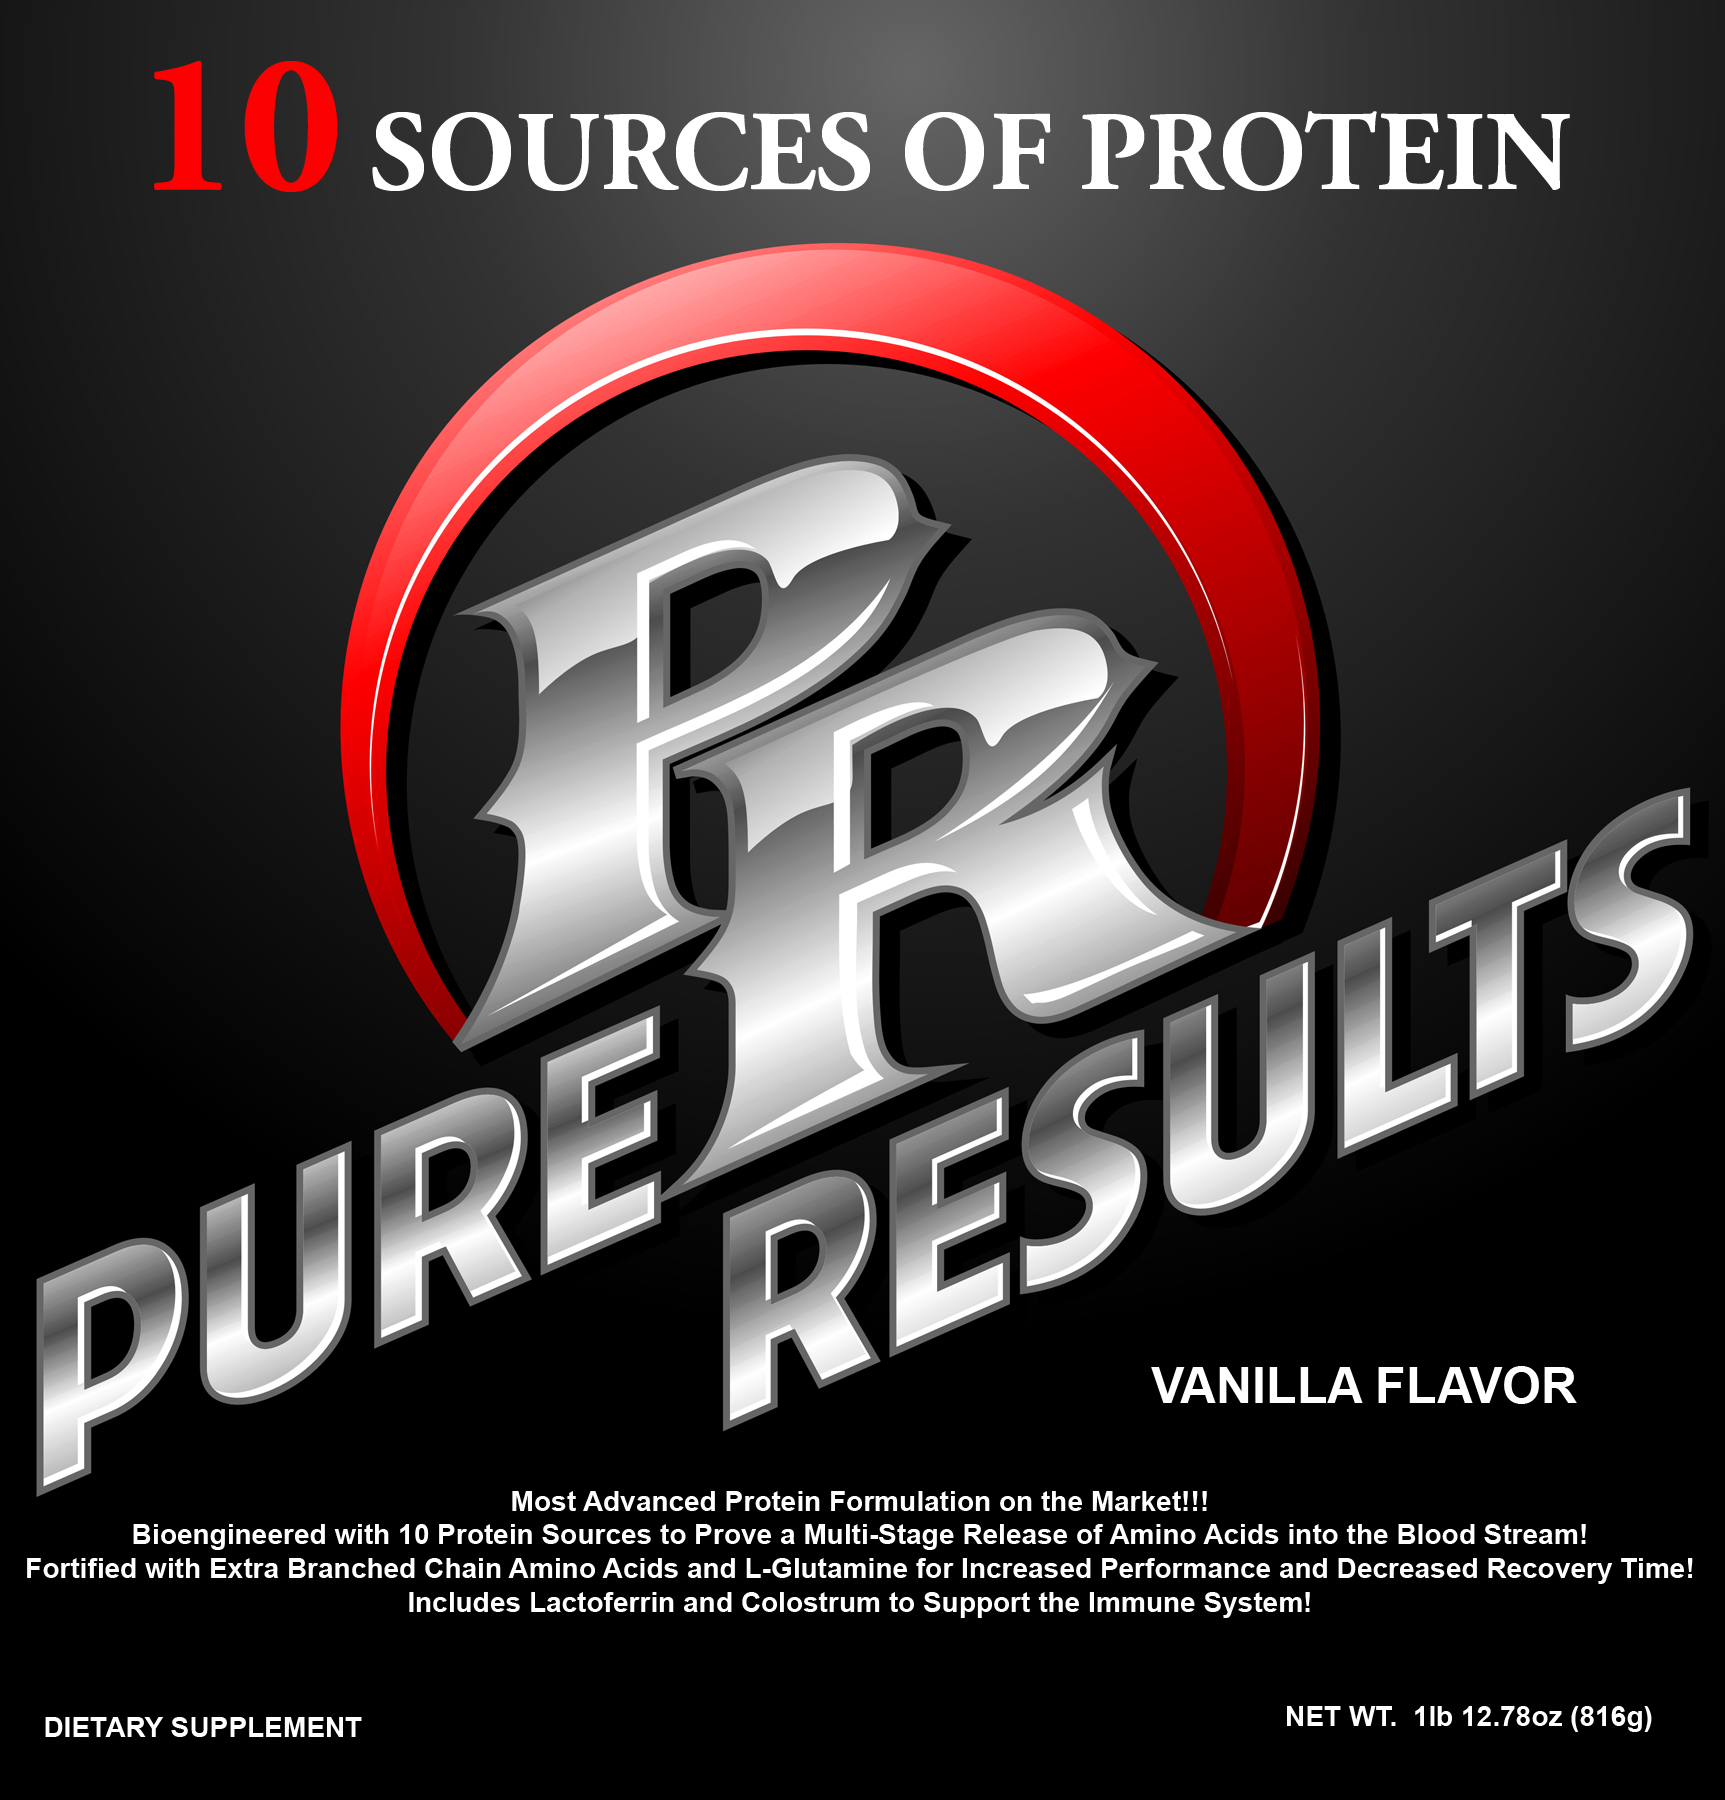 10 SOURCES OF PROTEIN
PR
PURE RESULTS
VANILLA FLAVOR
Most Advanced Protein Formulation on the Market!!!
Bioengineered with 10 Protein Sources to Prove a Multi-Stage Release of Amino Acids into the Blood Stream!
Fortified with Extra Branched Chain Amino Acids and L-Glutamine for Increased Performance and Decreased Recovery Time!
Includes Lactoferrin and Colostrum to Support the Immune System!
DIETARY SUPPLEMENT
NET WT.  1lb 12.78oz (816g)